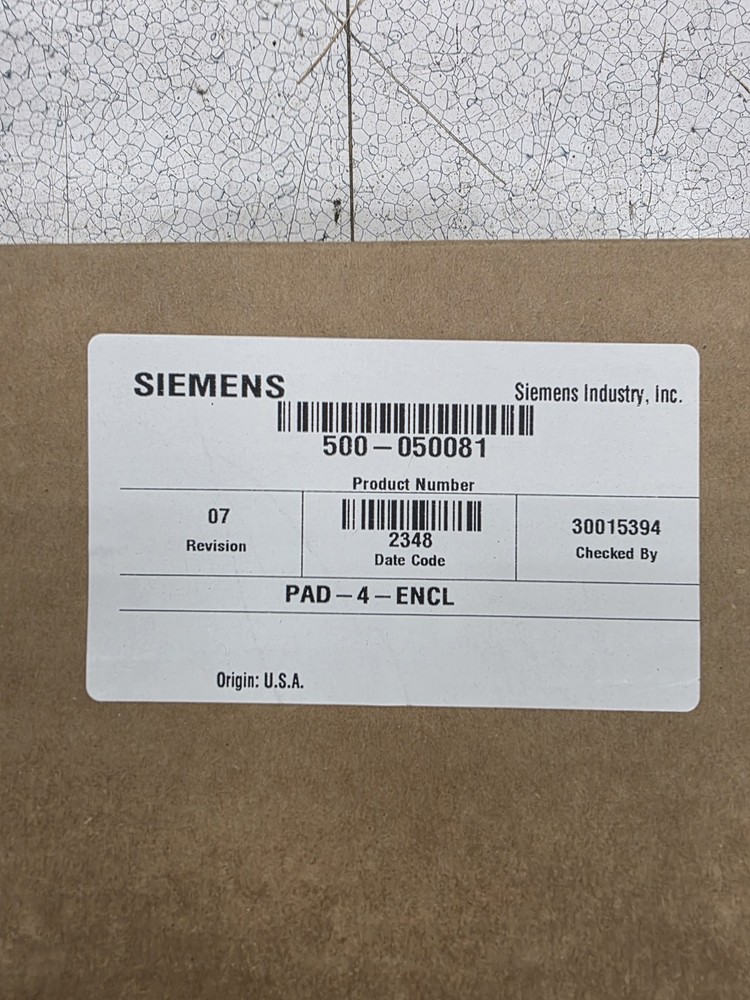 SIEMENS
Siemens Industry, Inc.
500-050081
Product Number
07
Revision
2348
Date Code
30015394
Checked By
PAD-4-ENCL
Origin: U.S.A.